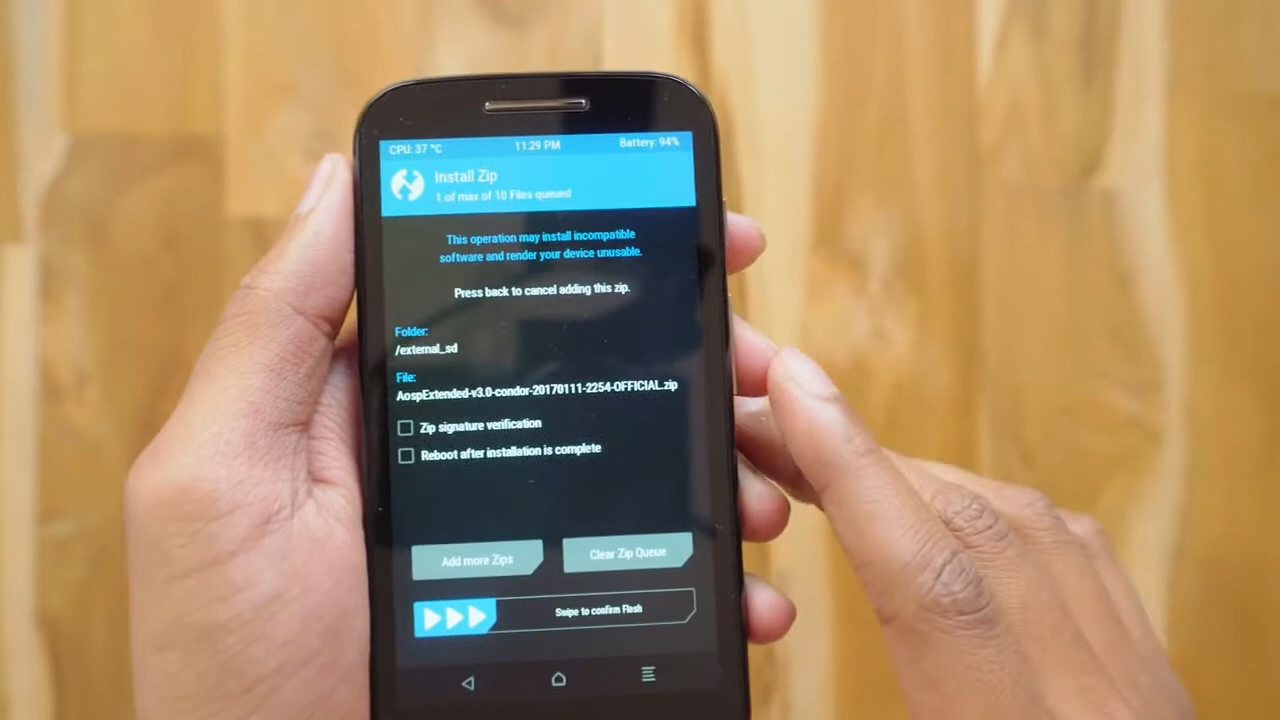 CPU: 37 °C 11:29 PM Battery: 94%
Install Zip
1 of max of 10 Files queued
This operation may install incompatible
software and render your device unusable.
Press back to cancel adding this zip.
Folder:
/external_sd
File:
AospExtended-v3.0-condor-20170111-2254-OFFICIAL.zip
Zip signature verification
Reboot after installation is complete
Add more Zips Clear Zip Queue
Swipe to confirm Flash